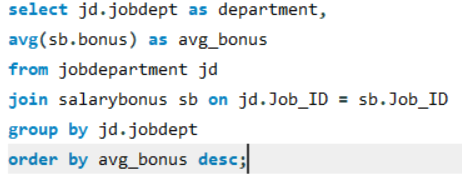 select jd.jobdept as department,
avg(sb.bonus) as avg_bonus
from jobdepartment jd
join salarybonus sb on jd.Job_ID = sb.Job_ID
group by jd.jobdept
order by avg_bonus desc;